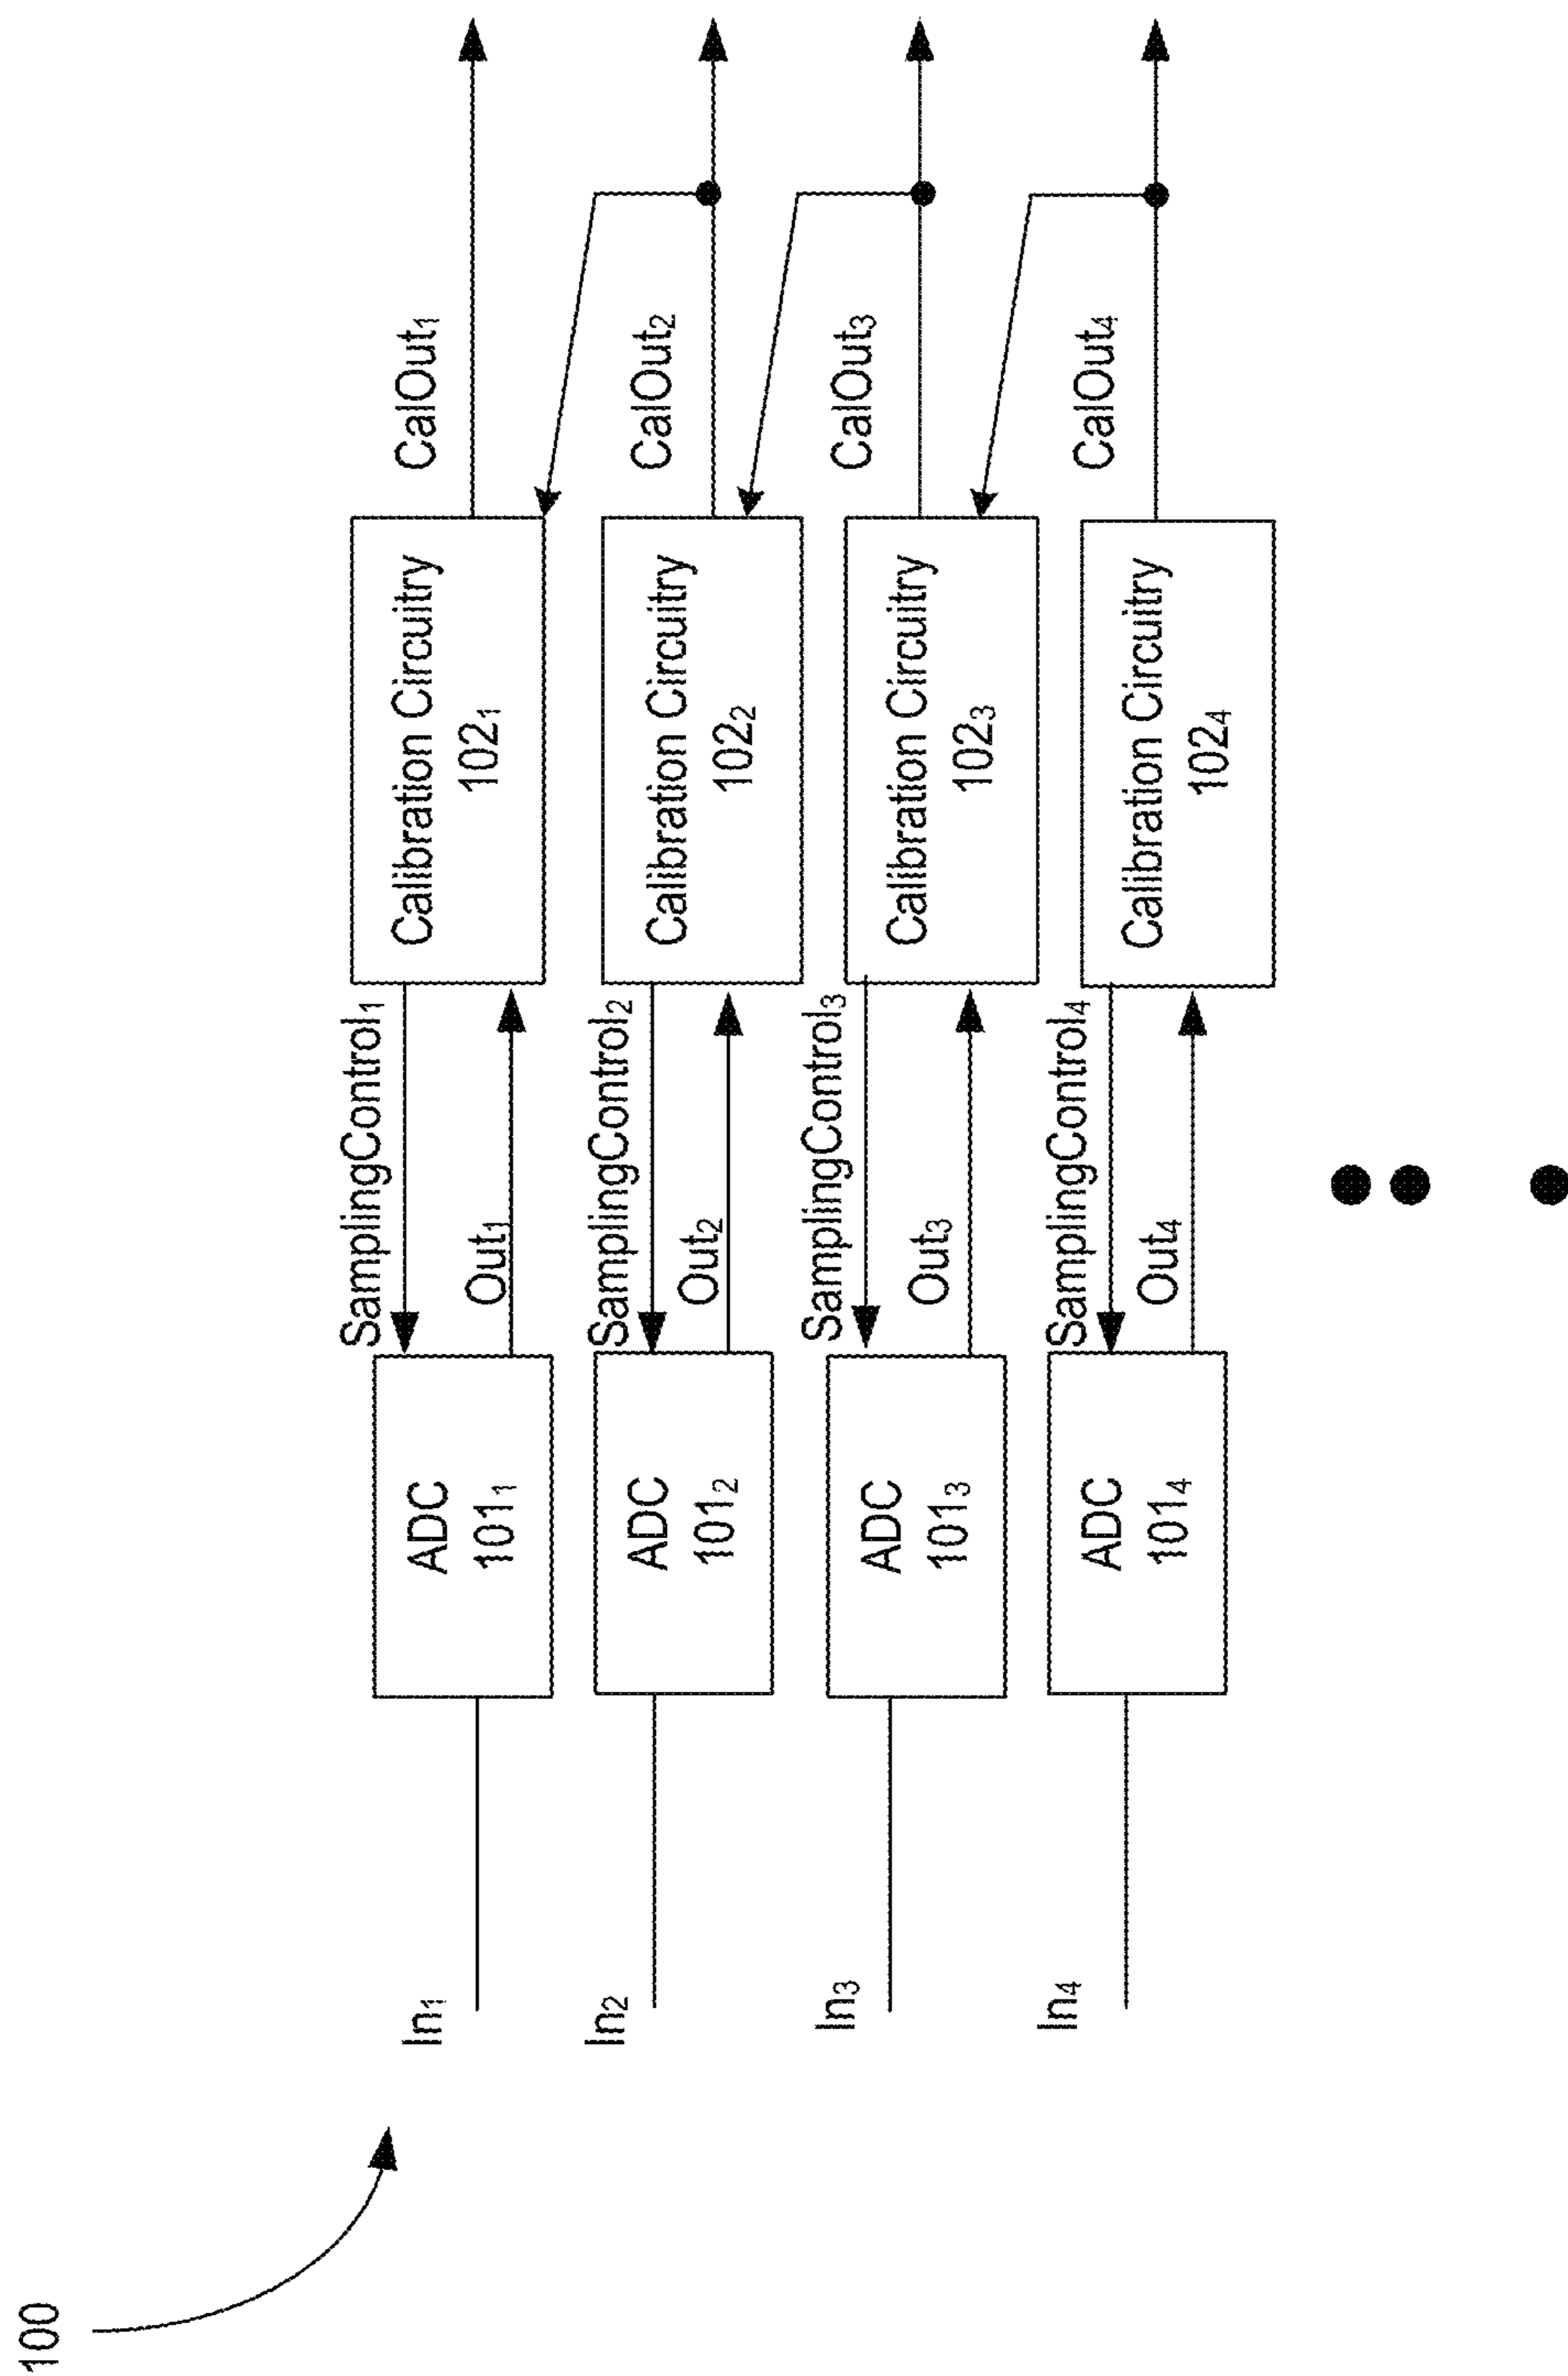 100
In₁
ADC
101₁
SamplingControl₁
Out₁
Calibration Circuitry
102₁
CalOut₁
In₂
ADC
101₂
SamplingControl₂
Out₂
Calibration Circuitry
102₂
CalOut₂
In₃
ADC
101₃
SamplingControl₃
Out₃
Calibration Circuitry
102₃
CalOut₃
In₄
ADC
101₄
SamplingControl₄
Out₄
Calibration Circuitry
102₄
CalOut₄